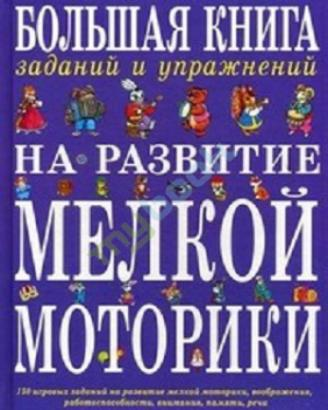 БОЛЬШАЯ КНИГА
заданий и упражнений
НА РАЗВИТИЕ
МЕЛКОЙ
МОТОРИКИ
150 игровых заданий на развитие мелкой моторики, воображения,
работоспособности, внимания, памяти, речи